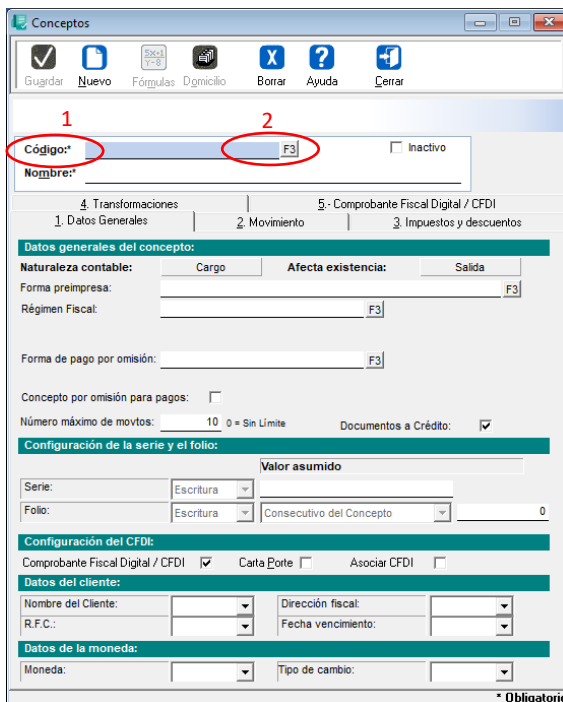 Conceptos
5X-1
Y-8
X ?
Guardar Nuevo Fórmulas Domicilio Borrar Ayuda Cerrar
1 2
Código:* F3 Inactivo
Nombre:*
4. Transformaciones 5.- Comprobante Fiscal Digital / CFDI
1. Datos Generales 2. Movimiento 3. Impuestos y descuentos
Datos generales del concepto:
Naturaleza contable: Cargo Afecta existencia: Salida
Forma preimpresa: F3
Régimen Fiscal: F3
Forma de pago por omisión: F3
Concepto por omisión para pagos:
Número máximo de movtos: 10 0 = Sin Límite Documentos a Crédito:
Configuración de la serie y el folio:
Valor asumido
Serie: Escritura
Folio: Escritura Consecutivo del Concepto 0
Configuración del CFDI:
Comprobante Fiscal Digital / CFDI Carta Porte Asociar CFDI
Datos del cliente:
Nombre del Cliente: Dirección fiscal:
R.F.C.: Fecha vencimiento:
Datos de la moneda:
Moneda: Tipo de cambio:
* Obligatorio